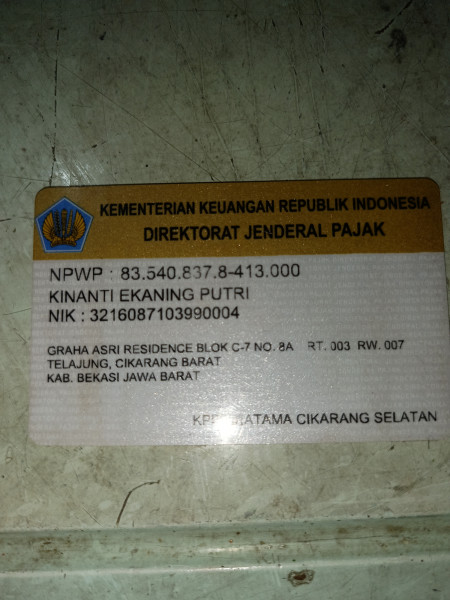 KEMENTERIAN KEUANGAN REPUBLIK INDONESIA
DIREKTORAT JENDERAL PAJAK
NPWP : 83.540.837.8-413.000
KINANTI EKANING PUTRI
NIK : 3216087103990004
GRAHA ASRI RESIDENCE BLOK C-7 NO. 8A RT. 003 RW. 007
TELAJUNG, CIKARANG BARAT
KAB. BEKASI JAWA BARAT
CIKARANG SELATAN